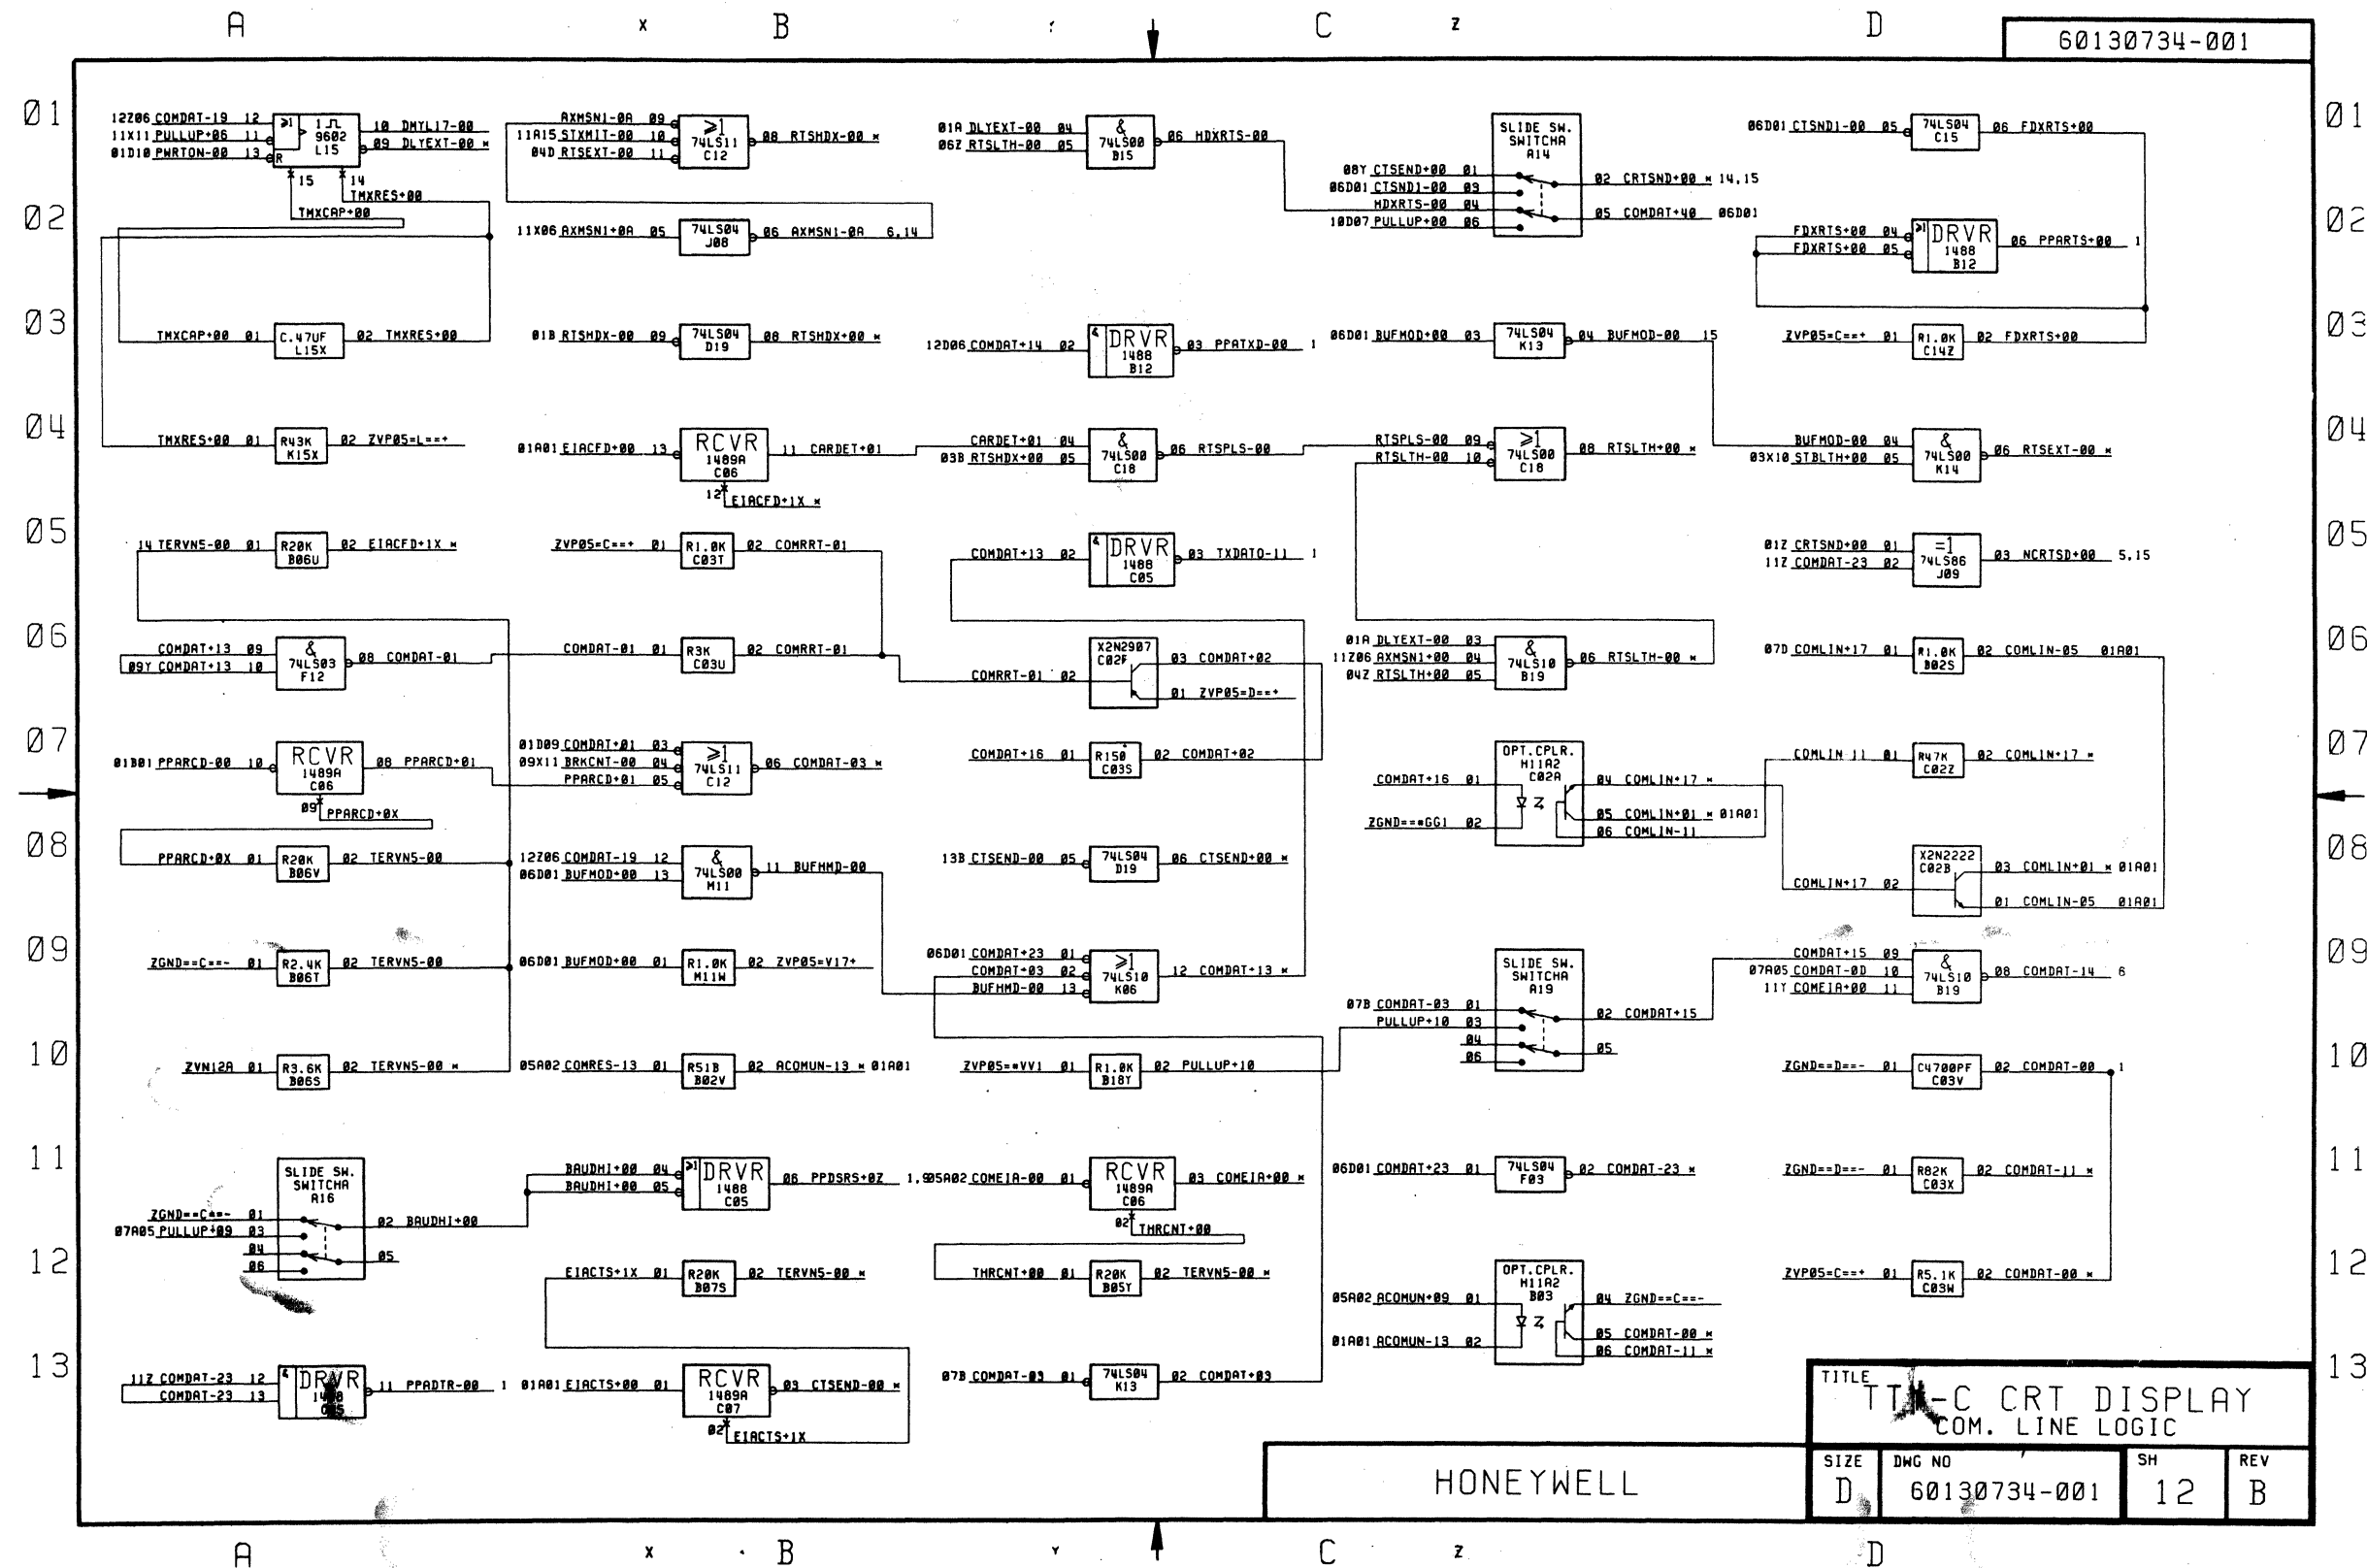 A X B Y C Z D
60130734-001
01
12Z06 COMDAT-19 12
11X11 PULLUP+06 11
01D10 PWRTON-00 13
≥1 1
9602
R L15
10 DMYL17-00
09 DLYEXT-00 *
15 14
TMXRES+00
TMXCAP+00
AXMSN1-0A 09
11A15 STXMIT-00 10
04D RTSEXT-00 11
≥1
74LS11
C12
08 RTSHDX-00 *
01A DLYEXT-00 04
06Z RTSLTH-00 05
&
74LS00
B15
06 HDXRTS-00
SLIDE SW.
SWITCHA
A14
08Y CTSEND+00 01
06D01 CTSND1-00 03
HDXRTS-00 04
10D07 PULLUP+00 06
02 CRTSND+00 * 14,15
05 COMDAT+40 06D01
06D01 CTSND1-00 05
74LS04
C15
06 FDXRTS+00
01
02
11X06 AXMSN1+0A 05
74LS04
J08
06 AXMSN1-0A 6,14
FDXRTS+00 04
FDXRTS+00 05
≥1 DRVR
1488
B12
06 PPARTS+00 1
02
03
TMXCAP+00 01
C.47UF
L15X
02 TMXRES+00
01B RTSHDX-00 09
74LS04
D19
08 RTSHDX+00 *
12D06 COMDAT+14 02
& DRVR
1488
B12
03 PPATXD-00 1
06D01 BUFMOD+00 03
74LS04
K13
04 BUFMOD-00 15
ZVP05=C==+ 01
R1.0K
C14Z
02 FDXRTS+00
03
04
TMXRES+00 01
R43K
K15X
02 ZVP05=L==+
01A01 EIACFD+00 13
RCVR
1489A
C06
11 CARDET+01
12 EIACFD+1X *
CARDET+01 04
03B RTSHDX+00 05
&
74LS00
C18
06 RTSPLS-00
RTSPLS-00 09
RTSLTH-00 10
≥1
74LS00
C18
08 RTSLTH+00 *
BUFMOD-00 04
03X10 STBLTH+00 05
&
74LS00
K14
06 RTSEXT-00 *
04
05
14 TERVN5-00 01
R20K
B06U
02 EIACFD+1X *
ZVP05=C==+ 01
R1.0K
C03T
02 COMRRT-01
COMDAT+13 02
& DRVR
1488
C05
03 TXDATO-11 1
01Z CRTSND+00 01
11Z COMDAT-23 02
=1
74LS86
J09
03 NCRTSD+00 5,15
05
06
COMDAT+13 09
09Y COMDAT+13 10
&
74LS03
F12
08 COMDAT-01
COMDAT-01 01
R3K
C03U
02 COMRRT-01
COMRRT-01 02
X2N2907
C02F
03 COMDAT+02
01 ZVP05=D==+
01A DLYEXT-00 03
11Z06 AXMSN1+00 04
04Z RTSLTH+00 05
&
74LS10
B19
06 RTSLTH-00 *
07D COMLIN+17 01
R1.0K
B02S
02 COMLIN-05 01A01
06
07
01B01 PPARCD-00 10
RCVR
1489A
C06
08 PPARCD+01
09 PPARCD+0X
01D09 COMDAT+01 03
09X11 BRKCNT-00 04
PPARCD+01 05
≥1
74LS11
C12
06 COMDAT-03 *
COMDAT+16 01
R150
C03S
02 COMDAT+02
OPT.CPLR.
H11A2
C02A
COMDAT+16 01
ZGND==*GG1 02
04 COMLIN+17 *
05 COMLIN+01 * 01A01
06 COMLIN-11
COMLIN-11 01
R47K
C02Z
02 COMLIN+17 *
07
08
PPARCD+0X 01
R20K
B06V
02 TERVN5-00
12Z06 COMDAT-19 12
06D01 BUFMOD+00 13
&
74LS00
M11
11 BUFHMD-00
13B CTSEND-00 05
74LS04
D19
06 CTSEND+00 *
COMLIN+17 02
X2N2222
C02B
03 COMLIN+01 * 01A01
01 COMLIN-05 01A01
08
09
ZGND==C==- 01
R2.4K
B06T
02 TERVN5-00
06D01 BUFMOD+00 01
R1.0K
M11W
02 ZVP05=V17+
06D01 COMDAT+23 01
COMDAT+03 02
BUFHMD-00 13
≥1
74LS10
K06
12 COMDAT+13 *
SLIDE SW.
SWITCHA
A19
07B COMDAT-03 01
PULLUP+10 03
04
06
02 COMDAT+15
05
COMDAT+15 09
07A05 COMDAT-0D 10
11Y COMEIA+00 11
&
74LS10
B19
08 COMDAT-14 6
09
10
ZVN12A 01
R3.6K
B06S
02 TERVN5-00 *
05A02 COMRES-13 01
R51B
B02V
02 ACOMUN-13 * 01A01
ZVP05=*VV1 01
R1.0K
B18Y
02 PULLUP+10
ZGND==D==- 01
C4700PF
C03V
02 COMDAT-00 1
10
11
SLIDE SW.
SWITCHA
A16
ZGND==C==- 01
07A05 PULLUP+09 03
04
06
02 BAUDHI+00
05
BAUDHI+00 04
BAUDHI+00 05
≥1 DRVR
1488
C05
06 PPDSRS+0Z 1,9
05A02 COMEIA-00 01
RCVR
1489A
C06
03 COMEIA+00 *
02 THRCNT+00
06D01 COMDAT+23 01
74LS04
F03
02 COMDAT-23 *
ZGND==D==- 01
R82K
C03X
02 COMDAT-11 *
11
12
EIACTS+1X 01
R20K
B07S
02 TERVN5-00 *
THRCNT+00 01
R20K
B05Y
02 TERVN5-00 *
OPT.CPLR.
H11A2
B03
05A02 ACOMUN+09 01
01A01 ACOMUN-13 02
04 ZGND==C==-
05 COMDAT-00 *
06 COMDAT-11 *
ZVP05=C==+ 01
R5.1K
C03W
02 COMDAT-00 *
12
13
11Z COMDAT-23 12
COMDAT-23 13
& DRVR
11 PPADTR-00 1
01A01 EIACTS+00 01
RCVR
1489A
C07
03 CTSEND-00 *
02 EIACTS+1X
07B COMDAT-03 01
74LS04
K13
02 COMDAT+03
13
TITLE
CRT DISPLAY
COM. LINE LOGIC
HONEYWELL
SIZE D
DWG NO 60130734-001
SH 12
REV B
A X B Y C Z D